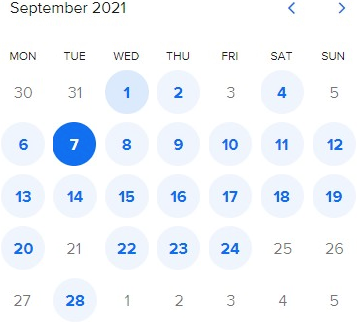 September 2021
MON TUE WED THU FRI SAT SUN
30 31 1 2 3 4 5
6 7 8 9 10 11 12
13 14 15 16 17 18 19
20 21 22 23 24 25 26
27 28 1 2 3 4 5